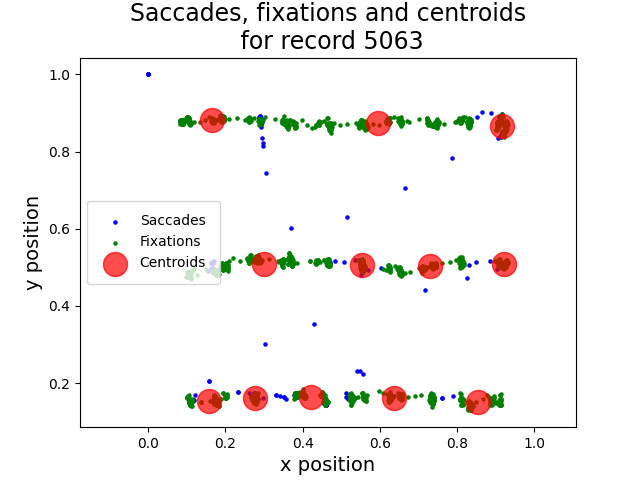 Saccades, fixations and centroids
for record 5063
1.0
0.8
0.6
0.4
0.2
y position
Saccades
Fixations
Centroids
0.0
0.2
0.4
0.6
0.8
1.0
x position